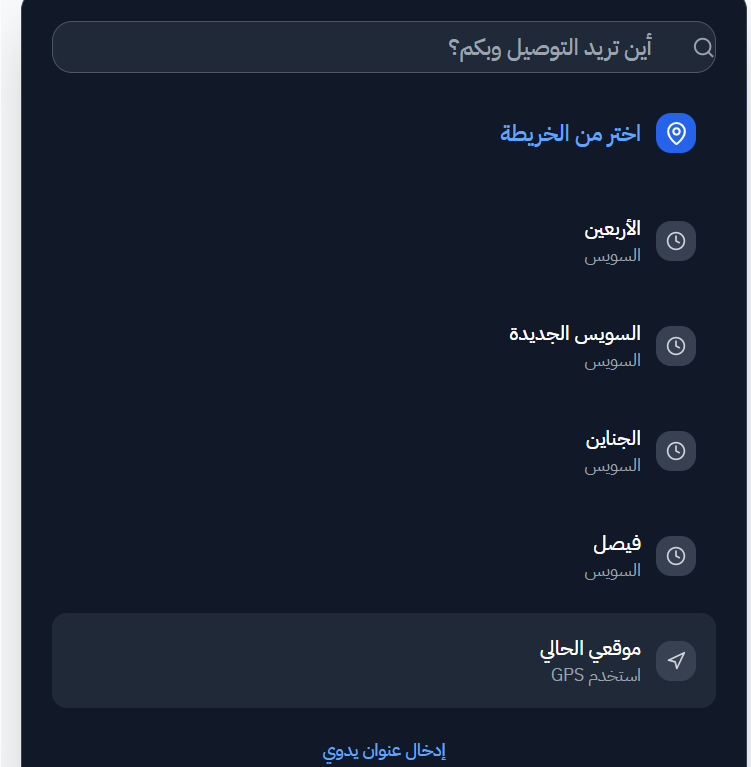 أين تريد التوصيل وبكم؟
اختر من الخريطة
الأربعين
السويس
السويس الجديدة
السويس
الجناين
السويس
فيصل
السويس
موقعي الحالي
استخدم GPS
إدخال عنوان يدوي